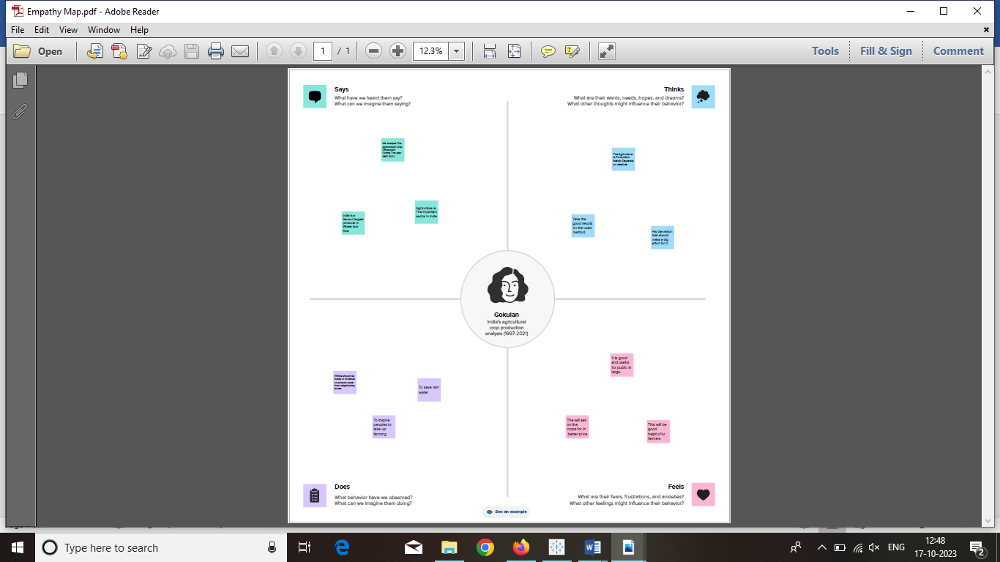 Empathy Map.pdf - Adobe Reader
File Edit View Window Help
Open 1 / 1 12.3% Tools Fill & Sign Comment
Says
What have we heard them say?
What can we imagine them saying?
Thinks
What are their wants, needs, hopes, and dreams?
What other thoughts might influence their behavior?
We Analyse The
Agricultural Crop
Production
During The year
1997-2021
India is a
Second largest
producer in
Wheat And
Rice
Agriculture is
The Important
sector in India
The Agriculture
is Production
Mainly Depends
on weather
Take the
good results
on the used
method.
His Genration
that should
make a big
effort for it.
Gokulan
India's agricultural
crop production
analysis (1997-2021)
Efforts should be
made to continue
to procure water
from neighboring
states
To save rain
water
To inspire
peoples to
take up
farming
It is good
and useful
for public in
large.
The will sell
on the
crops for in
better price
This will be
good
helpful for
farmers
Does
What behavior have we observed?
What can we imagine them doing?
Feels
What are their fears, frustrations, and anxieties?
What other feelings might influence their behavior?
See an example
Type here to search
ENG
12:48
17-10-2023
2